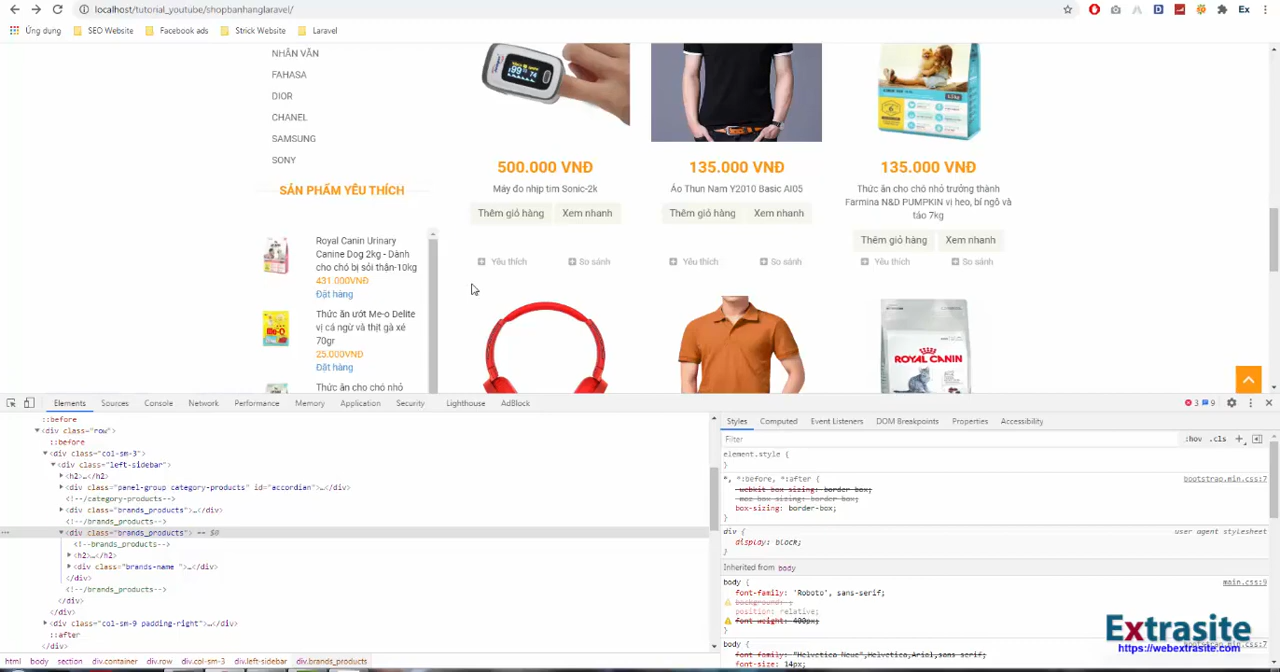 localhost/tutorial_youtube/shopbanhanglaravel/
Ứng dụng
SEO Website
Facebook ads
Strick Website
Laravel
Ex
NHÂN VĂN
FAHASA
DIOR
CHANEL
SAMSUNG
SONY
SẢN PHẨM YÊU THÍCH
Royal Canin Urinary
Canine Dog 2kg - Dành
cho chó bị sỏi thận-10kg
431.000VNĐ
Đặt hàng
Thức ăn ướt Me-o Delite
vị cá ngừ và thịt gà xé
70gr
25.000VNĐ
Đặt hàng
Thức ăn cho chó nhỏ
500.000 VNĐ
Máy đo nhịp tim Sonic-2k
Thêm giỏ hàng
Xem nhanh
Yêu thích
So sánh
135.000 VNĐ
Áo Thun Nam Y2010 Basic AI05
Thêm giỏ hàng
Xem nhanh
Yêu thích
So sánh
135.000 VNĐ
Thức ăn cho chó nhỏ trưởng thành
Farmina N&D PUMPKIN vị heo, bí ngô và
táo 7kg
Thêm giỏ hàng
Xem nhanh
Yêu thích
So sánh
ROYAL CANIN
Elements
Sources
Console
Network
Performance
Memory
Application
Security
Lighthouse
AdBlock
3
9
::before
<div class="row">
::before
<div class="col-sm-3">
<div class="left-sidebar">
<h2>…</h2>
<div class="panel-group category-products" id="accordian">…</div>
<!--/category-products-->
<div class="brands_products">…</div>
<!--/brands_products-->
<div class="brands_products"> == $0
<!--brands_products-->
<h2>…</h2>
<div class="brands-name ">…</div>
</div>
<!--/brands_products-->
</div>
</div>
<div class="col-sm-9 padding-right">…</div>
::after
</div>
html
body
section
div.container
div.row
div.col-sm-3
div.left-sidebar
div.brands_products
Styles
Computed
Event Listeners
DOM Breakpoints
Properties
Accessibility
Filter
:hov
.cls
element.style {
}
*, *:before, *:after {
bootstrap.min.css:7
-webkit-box-sizing: border-box;
-moz-box-sizing: border-box;
box-sizing: border-box;
}
div {
user agent stylesheet
display: block;
}
Inherited from body
body {
main.css:9
font-family: 'Roboto', sans-serif;
background: ;
position: relative;
font-weight: 400px;
}
body {
font-family: "Helvetica Neue",Helvetica,Arial,sans-serif;
font-size: 14px;
Extrasite
https://webextrasite.com